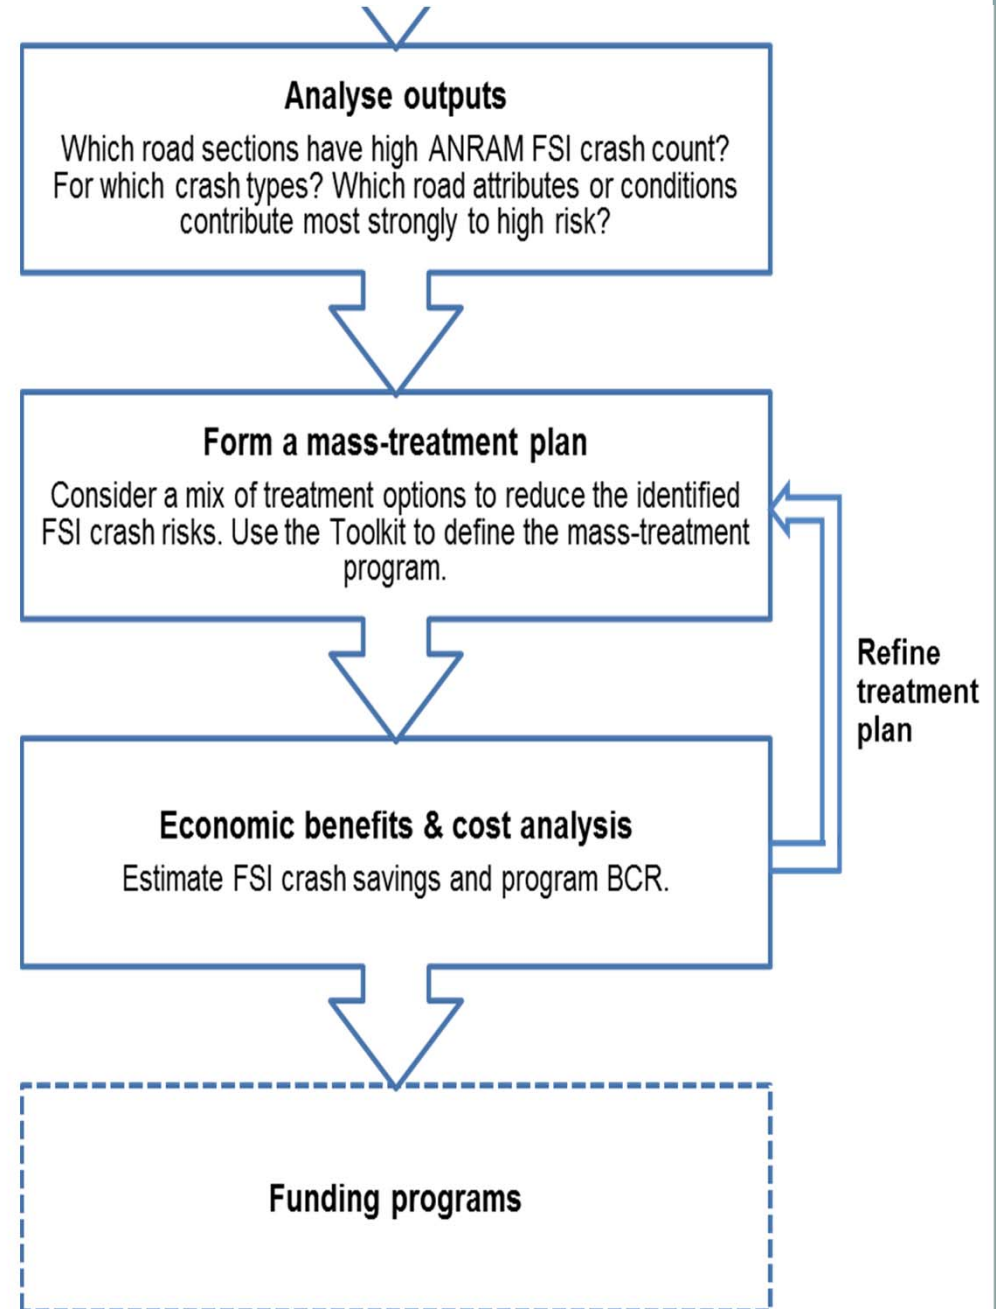 Analyse outputs
Which road sections have high ANRAM FSI crash count?
For which crash types? Which road attributes or conditions
contribute most strongly to high risk?
Form a mass-treatment plan
Consider a mix of treatment options to reduce the identified
FSI crash risks. Use the Toolkit to define the mass-treatment
program.
Refine
treatment
plan
Economic benefits & cost analysis
Estimate FSI crash savings and program BCR.
Funding programs